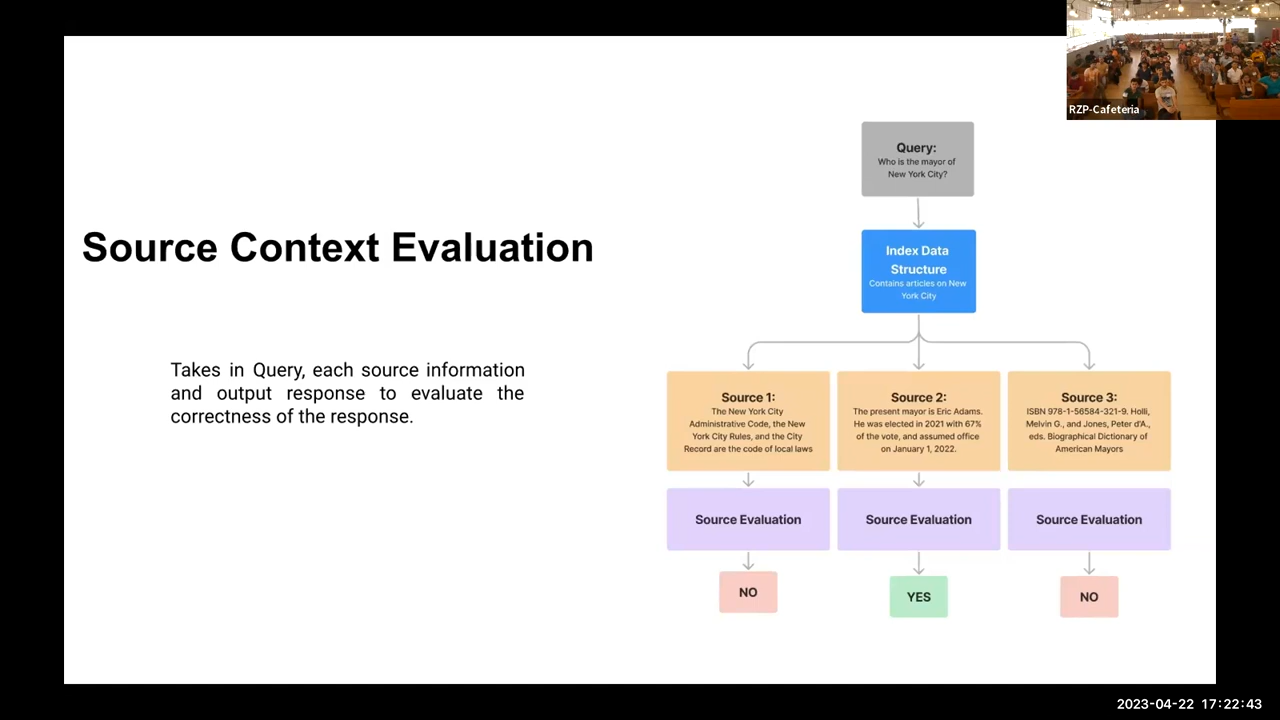 RZP-Cafeteria
Source Context Evaluation
Takes in Query, each source information
and output response to evaluate the
correctness of the response.
Query:
Who is the mayor of
New York City?
Index Data
Structure
Contains articles on New
York City
Source 1:
The New York City
Administrative Code, the New
York City Rules, and the City
Record are the code of local laws
Source 2:
The present mayor is Eric Adams.
He was elected in 2021 with 67%
of the vote, and assumed office
on January 1, 2022.
Source 3:
ISBN 978-1-56584-321-9. Holli,
Melvin G., and Jones, Peter d'A.,
eds. Biographical Dictionary of
American Mayors
Source Evaluation
Source Evaluation
Source Evaluation
NO
YES
NO
2023-04-22 17:22:43